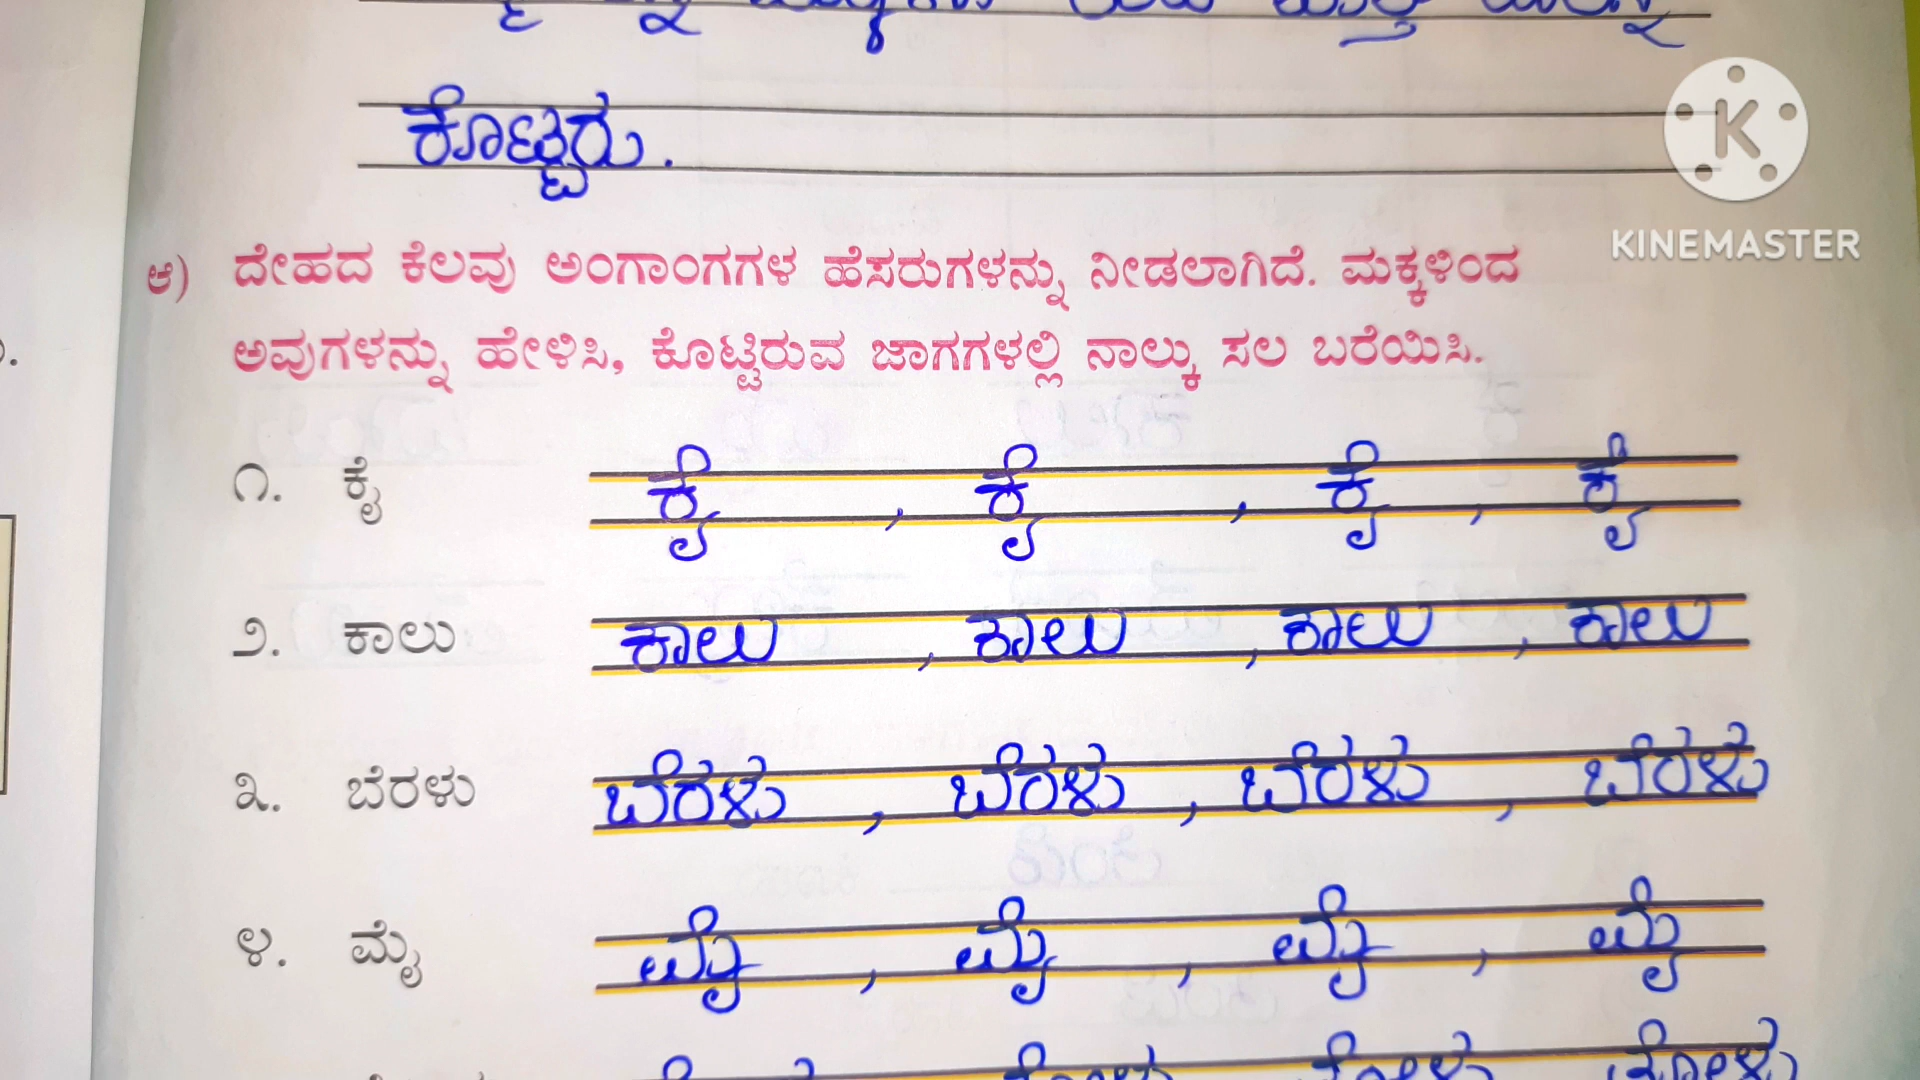 ಕೊಟ್ಟರು.
K
KINEMASTER
ಆ) ದೇಹದ ಕೆಲವು ಅಂಗಾಂಗಗಳ ಹೆಸರುಗಳನ್ನು ನೀಡಲಾಗಿದೆ. ಮಕ್ಕಳಿಂದ
ಅವುಗಳನ್ನು ಹೇಳಿಸಿ, ಕೊಟ್ಟಿರುವ ಜಾಗಗಳಲ್ಲಿ ನಾಲ್ಕು ಸಲ ಬರೆಯಿಸಿ.
೧. ಕೈ ಕೈ , ಕೈ , ಕೈ , ಕೈ
೨. ಕಾಲು ಕಾಲು , ಕಾಲು , ಕಾಲು , ಕಾಲು
೩. ಬೆರಳು ಬೆರಳು , ಬೆರಳು , ಬೆರಳು , ಬೆರಳು
೪. ಮೈ ಮೈ , ಮೈ , ಮೈ , ಮೈ